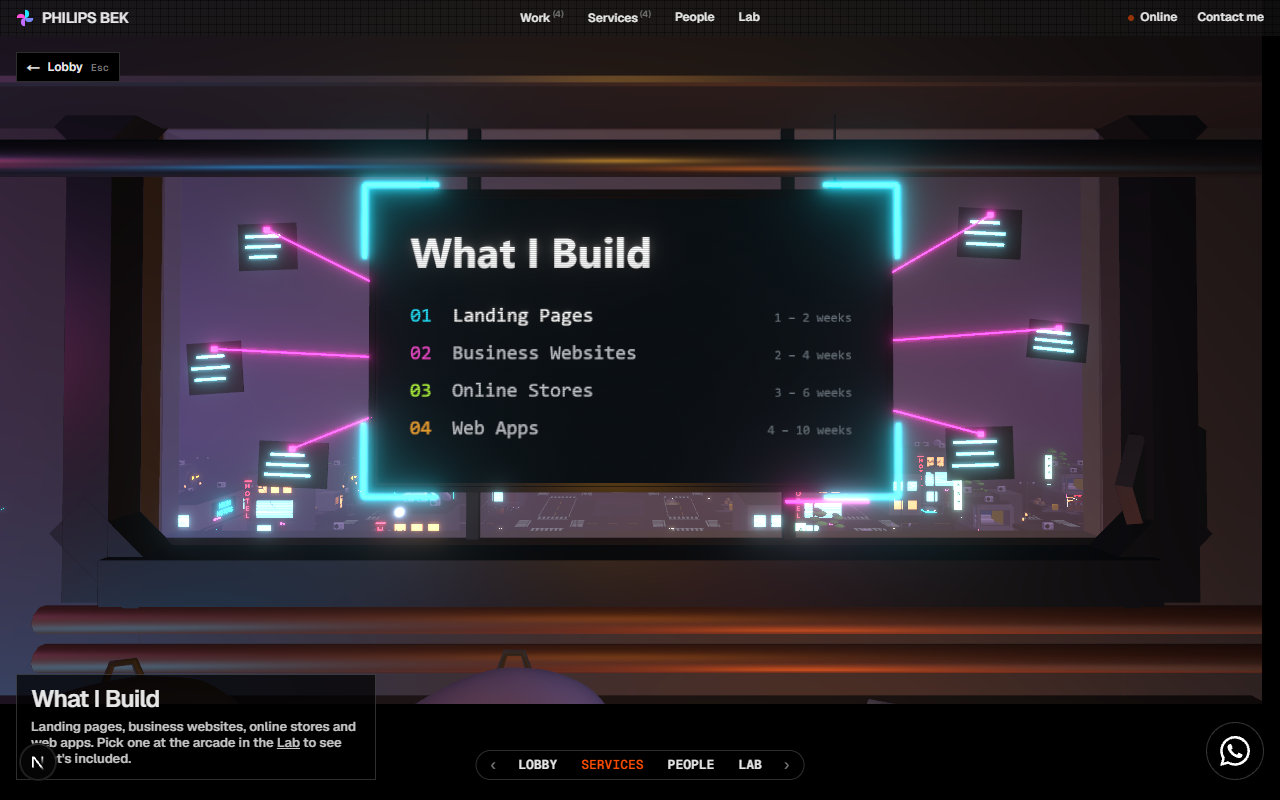 PHILIPS BEK
Work (4)
Services (4)
People
Lab
Online
Contact me
← Lobby Esc
What I Build
01 Landing Pages 1 – 2 weeks
02 Business Websites 2 – 4 weeks
03 Online Stores 3 – 6 weeks
04 Web Apps 4 – 10 weeks
MOTEL
What I Build
Landing pages, business websites, online stores and
web apps. Pick one at the arcade in the Lab to see
t's included.
N
‹ LOBBY SERVICES PEOPLE LAB ›